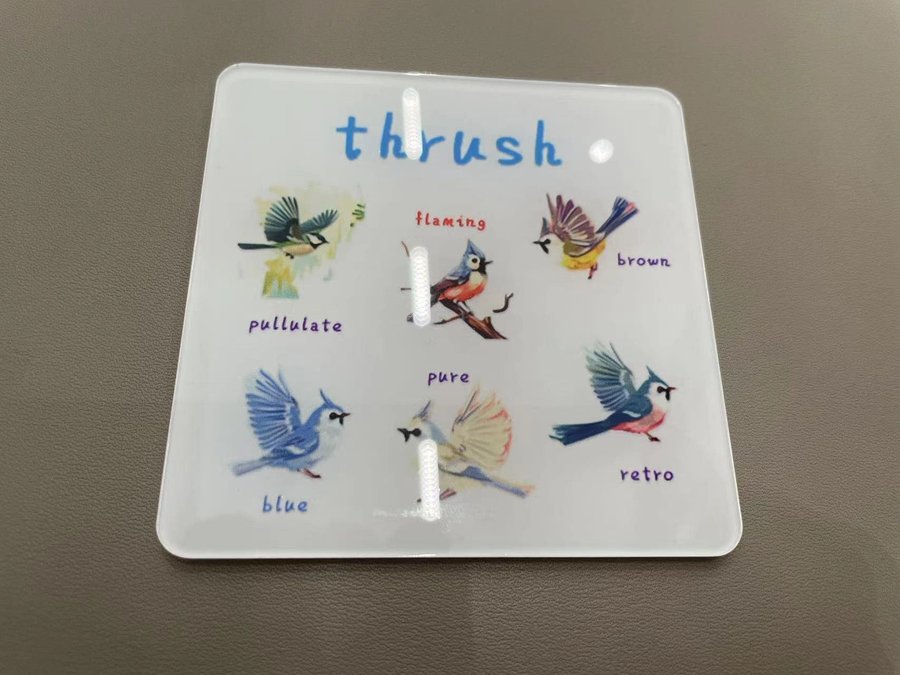 thrush
flaming
brown
pullulate
pure
blue
retro